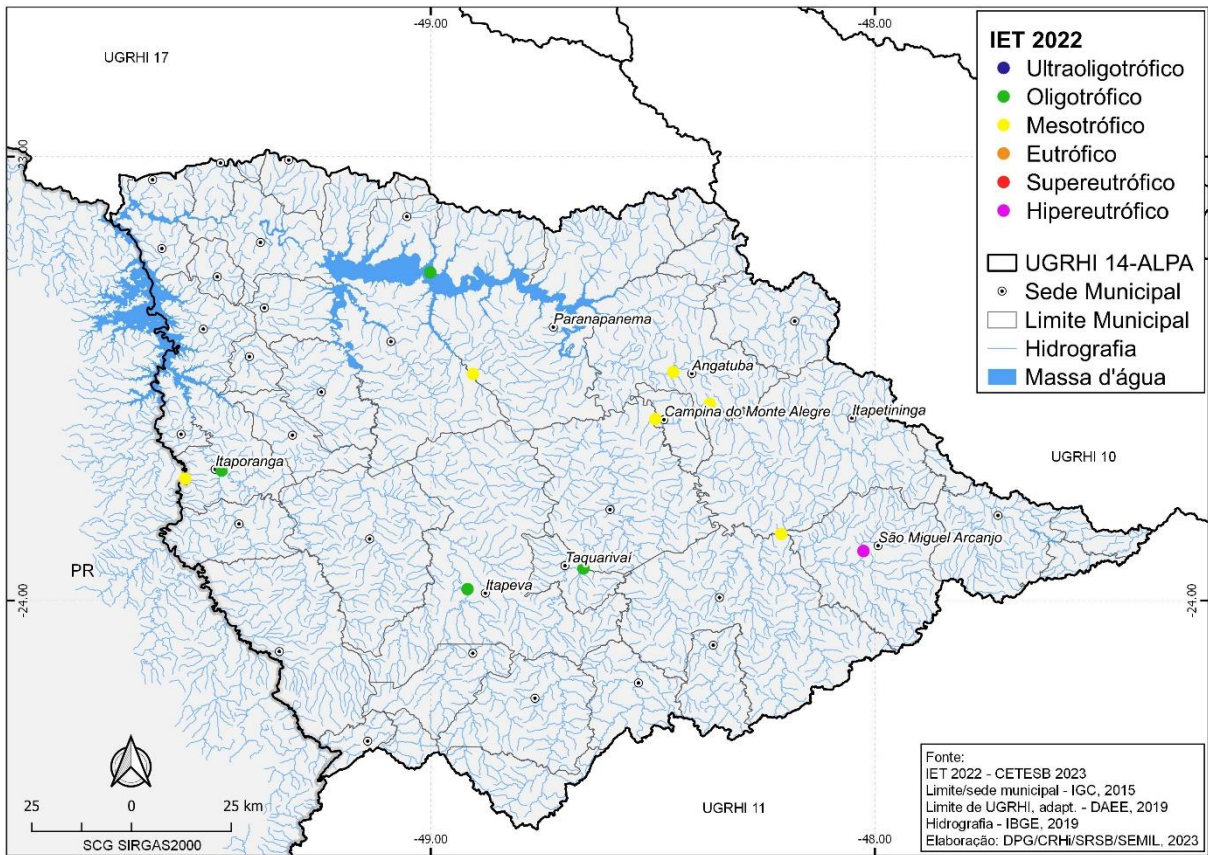 -49.00
-48.00
UGRHI 17
IET 2022
Ultraoligotrófico
Oligotrófico
Mesotrófico
Eutrófico
Supereutrófico
Hipereutrófico
UGRHI 14-ALPA
Sede Municipal
Limite Municipal
Hidrografia
Massa d'água
-23.00
Paranapanema
Angatuba
Campina do Monte Alegre
Itapetininga
UGRHI 10
Itaporanga
São Miguel Arcanjo
PR
Taquarivai
Itapeva
-24.00
-24.00
UGRHI 11
25 0 25 km
SCG SIRGAS2000
-49.00
-48.00
Fonte:
IET 2022 - CETESB 2023
Limite/sede municipal - IGC, 2015
Limite de UGRHI, adapt. - DAEE, 2019
Hidrografia - IBGE, 2019
Elaboração: DPG/CRHi/SRSB/SEMIL, 2023